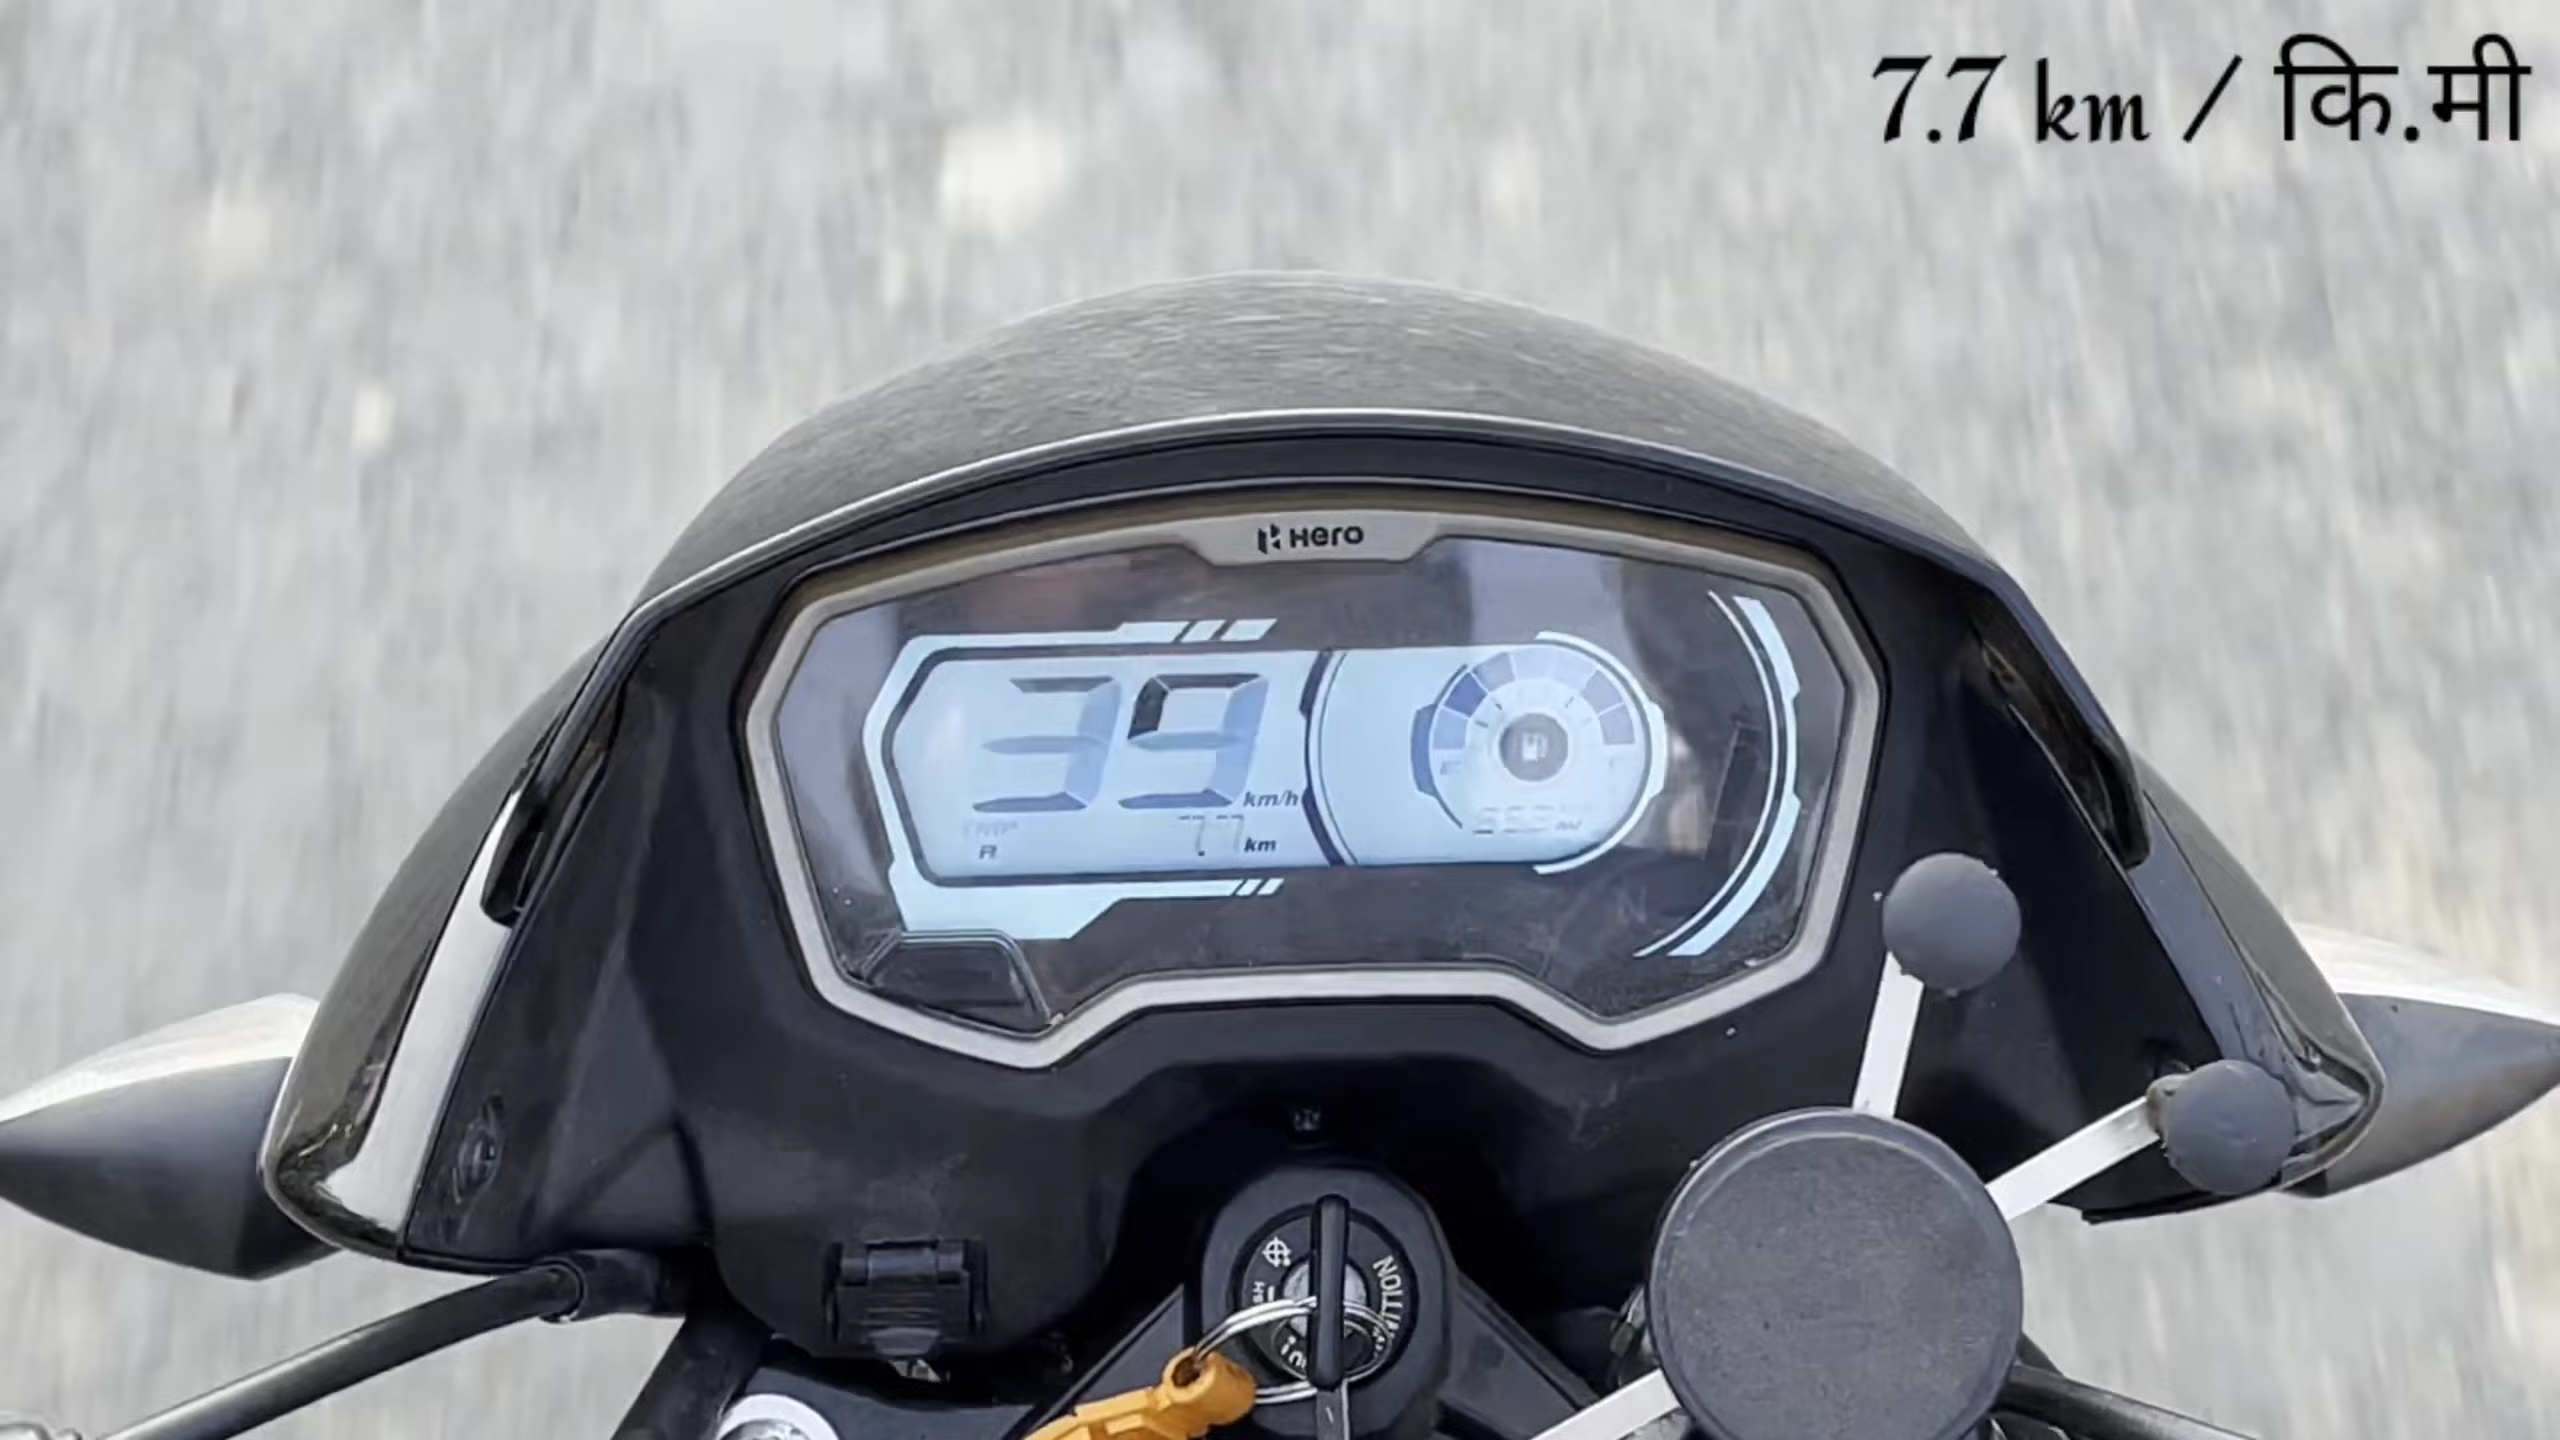 7.7 km / कि.मी
Hero
39
km/h
TRIP
A
7.7 km
E
F
IGNITION